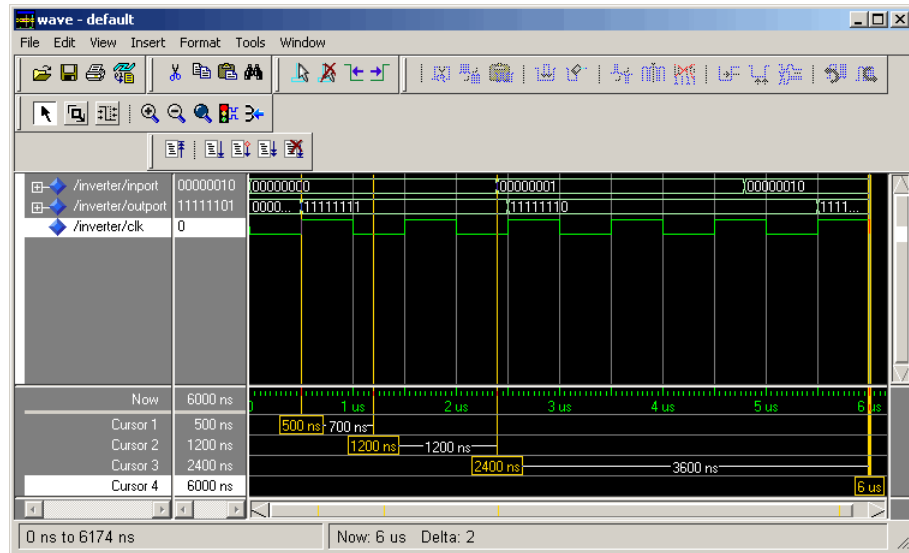 wave - default
File Edit View Insert Format Tools Window
/inverter/inport 00000010 00000000 00000001 00000010
/inverter/outport 11111101 0000... 11111111 11111110 1111...
/inverter/clk 0
Now 6000 ns 1 us 2 us 3 us 4 us 5 us 6 us
Cursor 1 500 ns 500 ns 700 ns
Cursor 2 1200 ns 1200 ns 1200 ns
Cursor 3 2400 ns 2400 ns 3600 ns
Cursor 4 6000 ns 6 us
0 ns to 6174 ns Now: 6 us Delta: 2